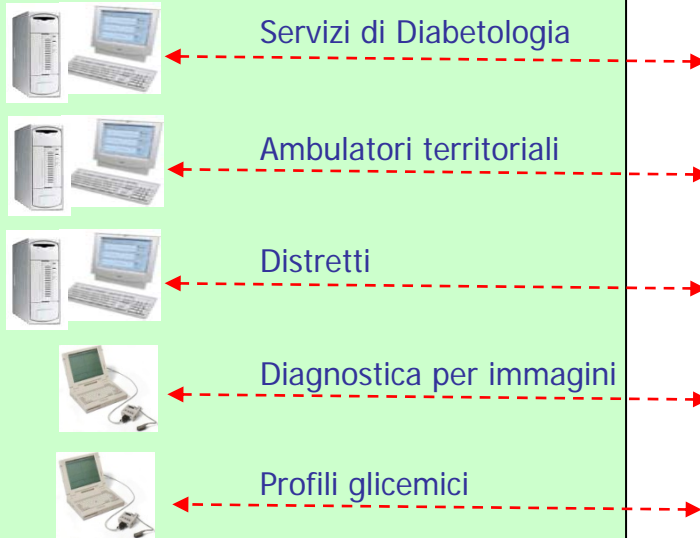 Servizi di Diabetologia
Ambulatori territoriali
Distretti
Diagnostica per immagini
Profili glicemici